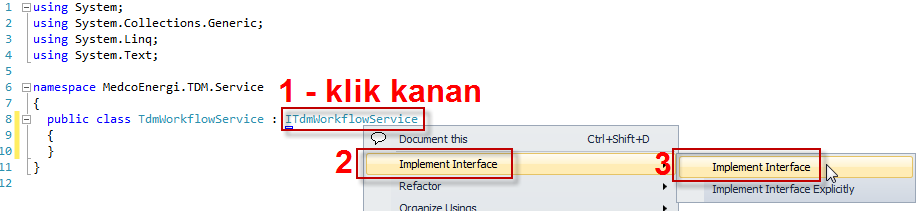 1 using System;
2 using System.Collections.Generic;
3 using System.Linq;
4 using System.Text;
5
6 namespace MedcoEnergi.TDM.Service
1 - klik kanan
7 {
8 public class TdmWorkflowService : ITdmWorkflowService
9 {
Document this Ctrl+Shift+D
10 }
2 Implement Interface 3 Implement Interface
11 }
12
Refactor Implement Interface Explicitly
Organize Usings